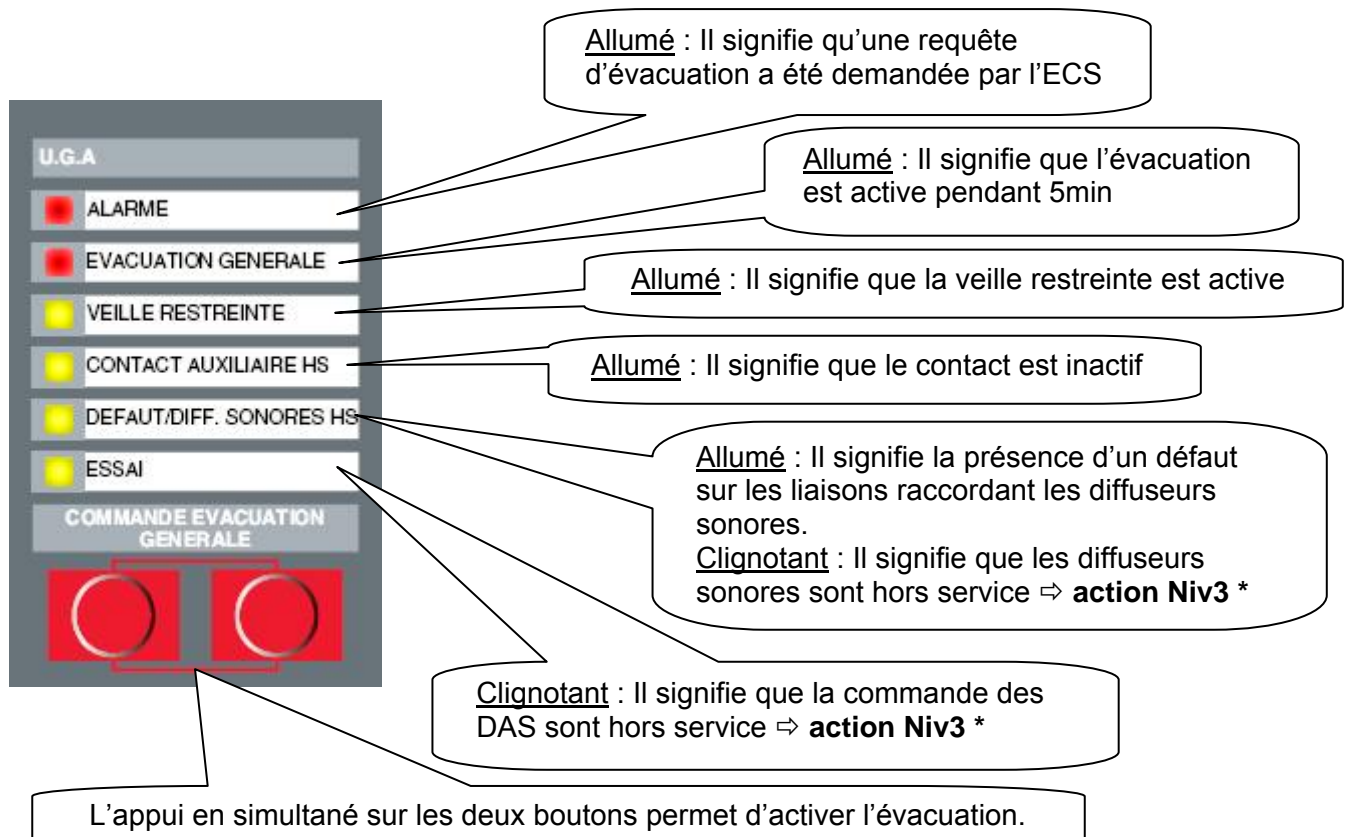 Allumé : Il signifie qu’une requête
d’évacuation a été demandée par l’ECS
U.G.A
Allumé : Il signifie que l’évacuation
est active pendant 5min
ALARME
EVACUATION GENERALE
Allumé : Il signifie que la veille restreinte est active
VEILLE RESTREINTE
CONTACT AUXILIAIRE HS
Allumé : Il signifie que le contact est inactif
DEFAUT/DIFF. SONORES HS
Allumé : Il signifie la présence d’un défaut
sur les liaisons raccordant les diffuseurs
sonores.
Clignotant : Il signifie que les diffuseurs
sonores sont hors service ⇨ action Niv3 *
ESSAI
COMMANDE EVACUATION
GENERALE
Clignotant : Il signifie que la commande des
DAS sont hors service ⇨ action Niv3 *
L’appui en simultané sur les deux boutons permet d’activer l’évacuation.